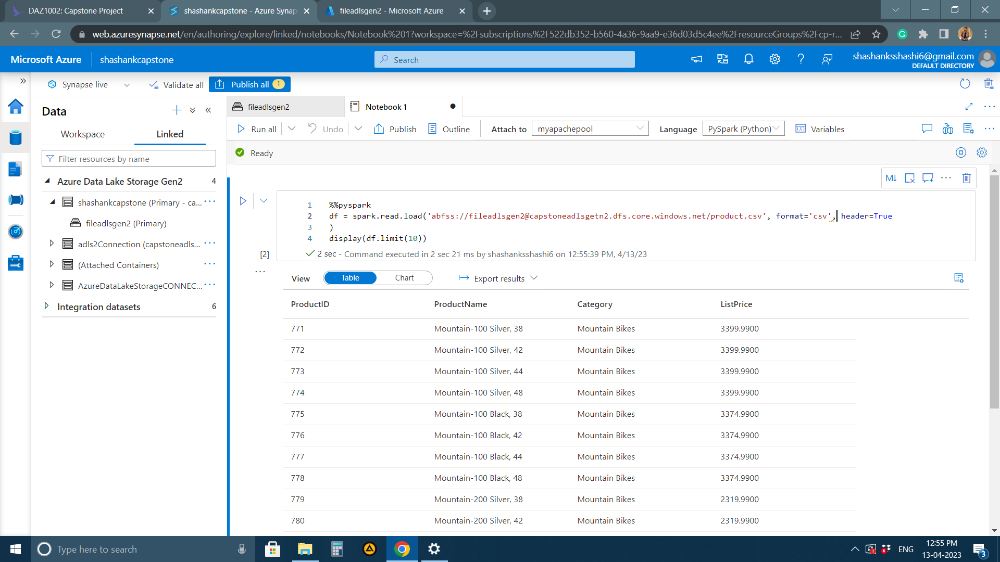 DAZ1002: Capstone Project
shashankcapstone - Azure Synap
fileadlsgen2 - Microsoft Azure
web.azuresynapse.net/en/authoring/explore/linked/notebooks/Notebook%201?workspace=%2Fsubscriptions%2F522db352-b560-4a36-9aa9-e36d03d5c4ee%2FresourceGroups%2Fcp-r...
Microsoft Azure
shashankcapstone
Search
shashanksshashi6@gmail.com
DEFAULT DIRECTORY
Synapse live
Validate all
Publish all 1
Data
Workspace
Linked
Filter resources by name
Azure Data Lake Storage Gen2 4
shashankcapstone (Primary - ca...
fileadlsgen2 (Primary)
adls2Connection (capstoneadls...
(Attached Containers)
AzureDataLakeStorageCONNEC...
Integration datasets 6
fileadlsgen2
Notebook 1
Run all
Undo
Publish
Outline
Attach to myapachepool
Language PySpark (Python)
Variables
Ready
M↓
1 %%pyspark
2 df = spark.read.load('abfss://fileadlsgen2@capstoneadlsgetn2.dfs.core.windows.net/product.csv', format='csv', header=True
3 )
4 display(df.limit(10))
[2] 2 sec - Command executed in 2 sec 21 ms by shashanksshashi6 on 12:55:39 PM, 4/13/23
View Table Chart Export results
ProductID ProductName Category ListPrice
771 Mountain-100 Silver, 38 Mountain Bikes 3399.9900
772 Mountain-100 Silver, 42 Mountain Bikes 3399.9900
773 Mountain-100 Silver, 44 Mountain Bikes 3399.9900
774 Mountain-100 Silver, 48 Mountain Bikes 3399.9900
775 Mountain-100 Black, 38 Mountain Bikes 3374.9900
776 Mountain-100 Black, 42 Mountain Bikes 3374.9900
777 Mountain-100 Black, 44 Mountain Bikes 3374.9900
778 Mountain-100 Black, 48 Mountain Bikes 3374.9900
779 Mountain-200 Silver, 38 Mountain Bikes 2319.9900
780 Mountain-200 Silver, 42 Mountain Bikes 2319.9900
Type here to search
ENG
12:55 PM
13-04-2023
3